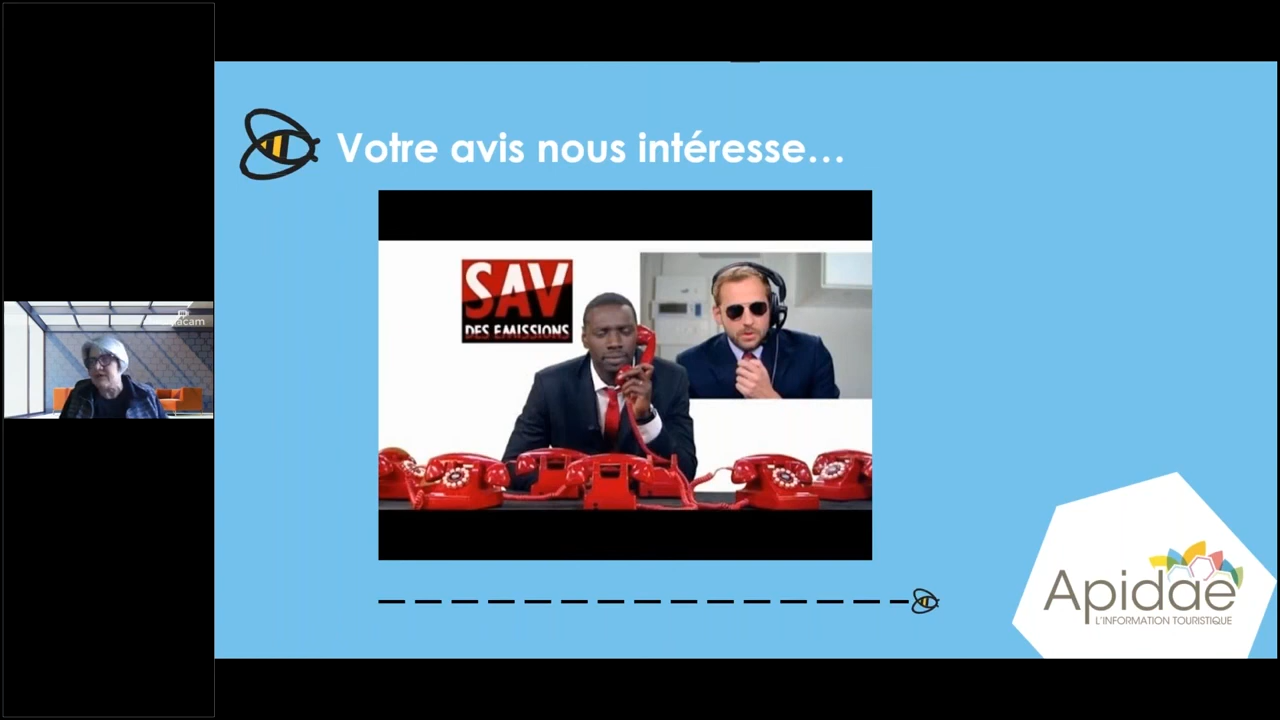 Votre avis nous intéresse...
SAV
DES EMISSIONS
Apidae
L'INFORMATION TOURISTIQUE